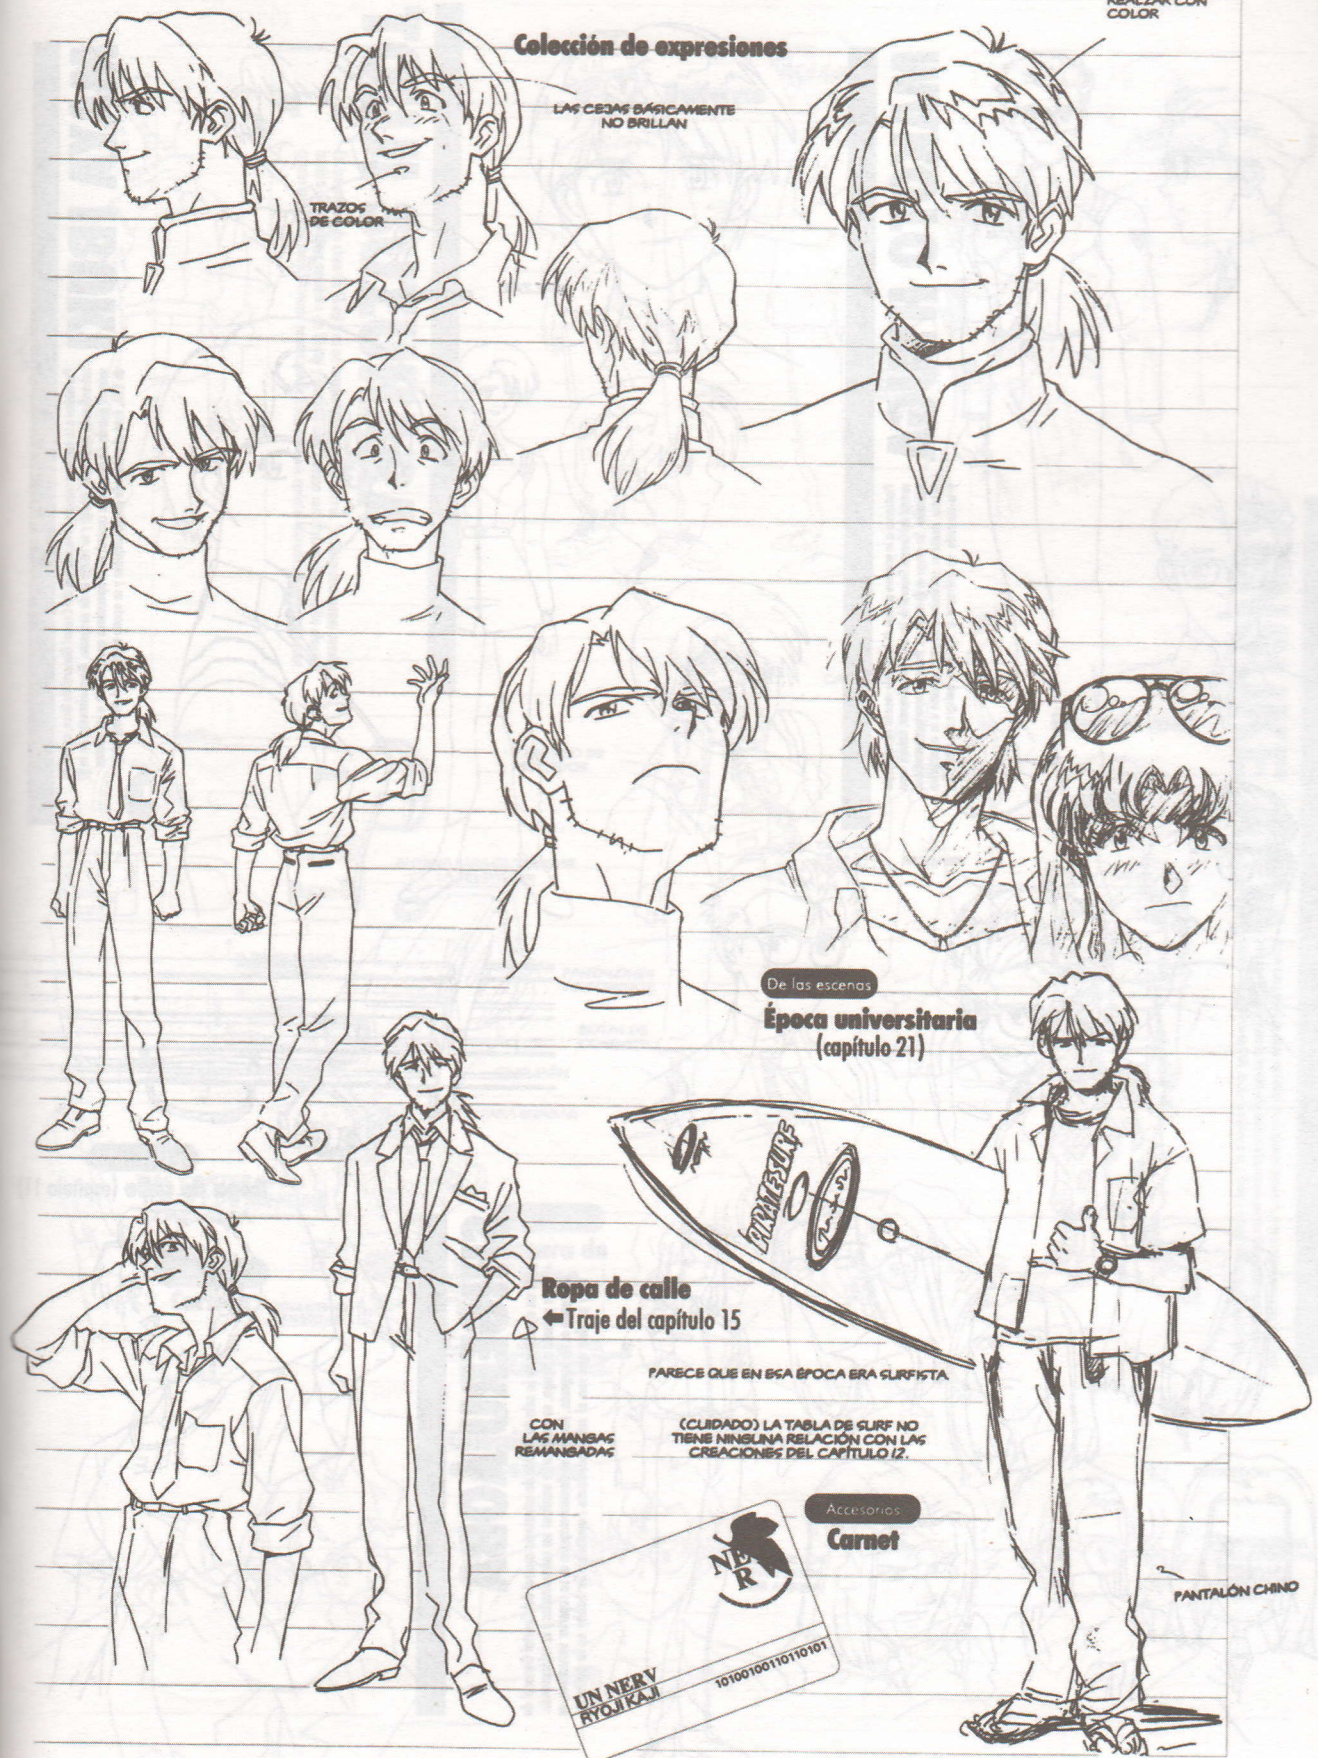 REALZAR CON
COLOR
Colección de expresiones
LAS CEJAS BÁSICAMENTE
NO BRILLAN
TRAZOS
DE COLOR
De las escenas
Época universitaria
(capítulo 21)
PIRATE SURF
Ropa de calle
←Traje del capítulo 15
PARECE QUE EN ESA ÉPOCA ERA SURFISTA
CON
LAS MANGAS
REMANGADAS
(CUIDADO) LA TABLA DE SURF NO
TIENE NINGUNA RELACIÓN CON LAS
CREACIONES DEL CAPÍTULO 12.
Accesorios
Carnet
NE
R
UN NERV
RYOJI KAJI
10100100110110101
PANTALÓN CHINO